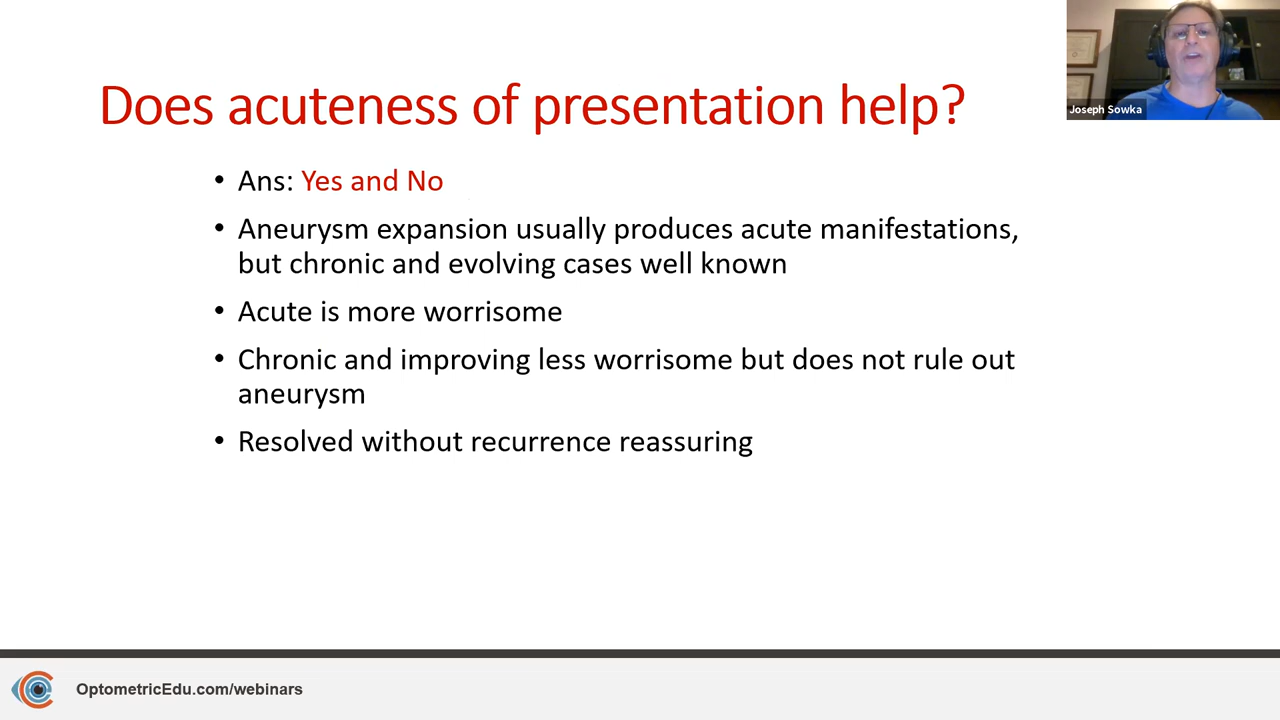 Does acuteness of presentation help?
Joseph Sowka
• Ans: Yes and No
• Aneurysm expansion usually produces acute manifestations,
but chronic and evolving cases well known
• Acute is more worrisome
• Chronic and improving less worrisome but does not rule out
aneurysm
• Resolved without recurrence reassuring
OptometricEdu.com/webinars